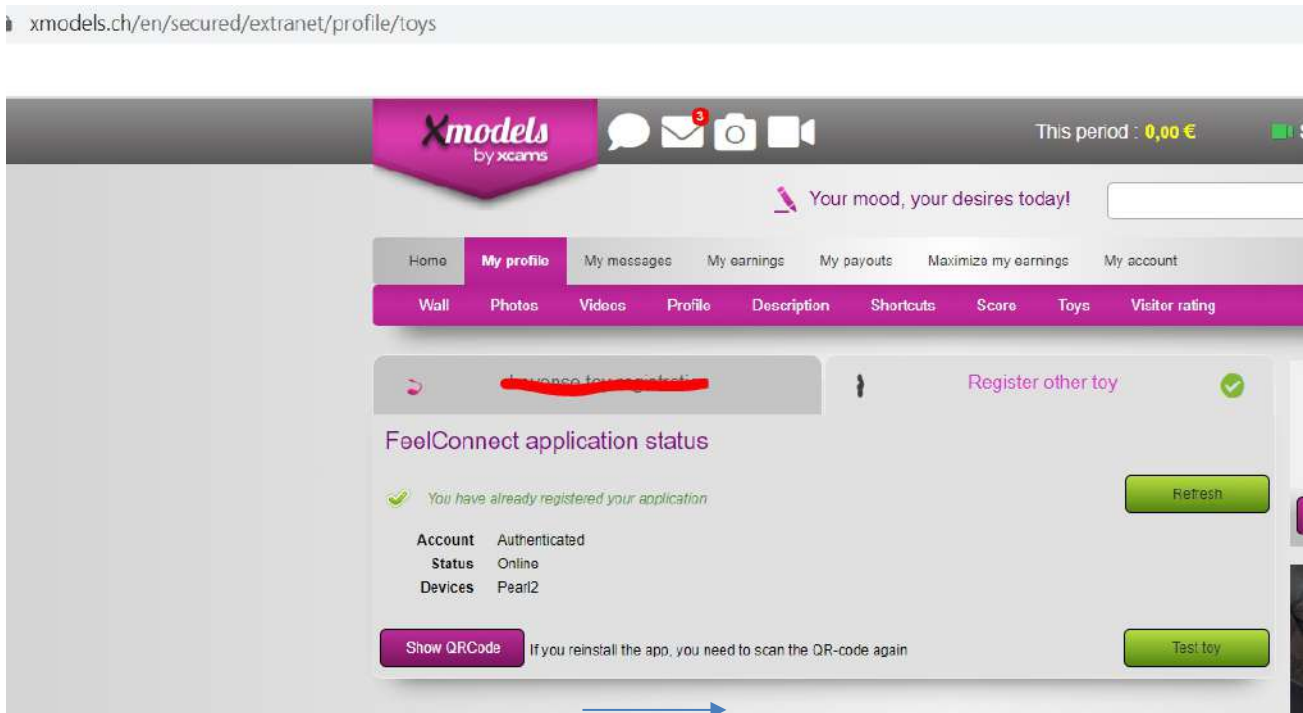 xmodels.ch/en/secured/extranet/profile/toys
Xmodels
by xcams
3
This period : 0,00 €
Your mood, your desires today!
Home My profile My messages My earnings My payouts Maximize my earnings My account
Wall Photos Videos Profile Description Shortcuts Score Toys Visitor rating
Register other toy
FeelConnect application status
You have already registered your application
Refresh
Account Authenticated
Status Online
Devices Pearl2
Show QRCode If you reinstall the app, you need to scan the QR-code again
Test toy